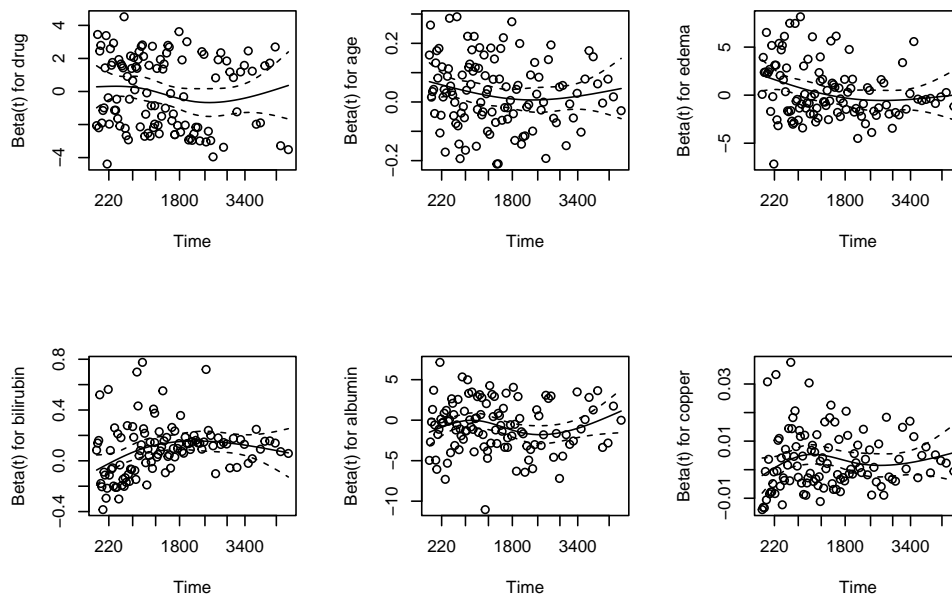 Beta(t) for drug
4
2
0
−4
220 1800 3400
Time
Beta(t) for age
0.2
0.0
−0.2
220 1800 3400
Time
Beta(t) for edema
5
0
−5
220 1800 3400
Time
Beta(t) for bilirubin
0.8
0.4
0.0
−0.4
220 1800 3400
Time
Beta(t) for albumin
5
0
−5
−10
220 1800 3400
Time
Beta(t) for copper
0.03
0.01
−0.01
220 1800 3400
Time